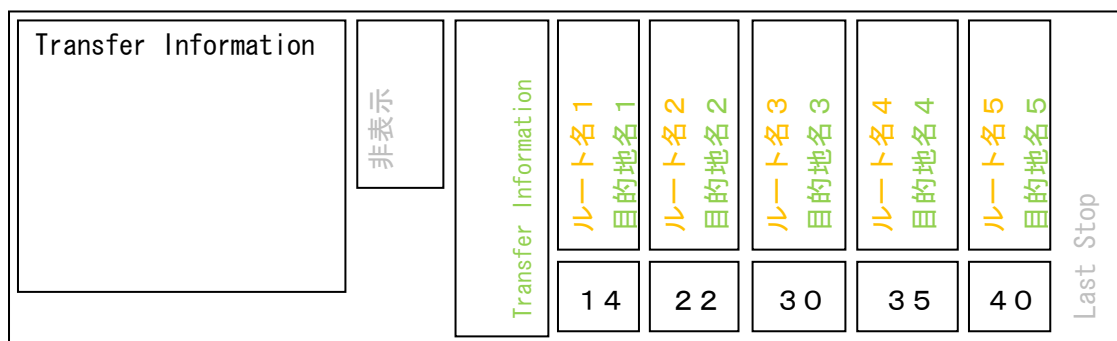 Transfer Information
非表示
Transfer Information
ルート名１
目的地名１
ルート名２
目的地名２
ルート名３
目的地名３
ルート名４
目的地名４
ルート名５
目的地名５
１４
２２
３０
３５
４０
Last Stop